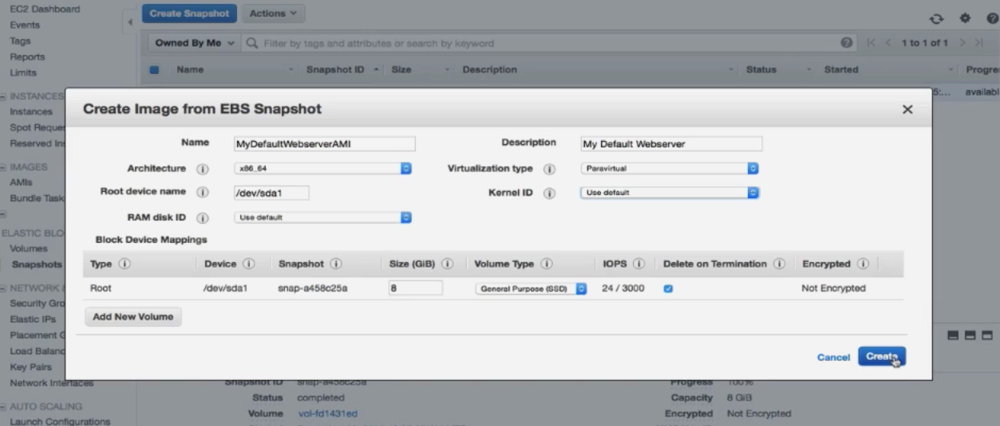 EC2 Dashboard
Events
Tags
Reports
Limits
INSTANCES
Instances
Spot Reque
Reserved Ins
IMAGES
AMIs
Bundle Task
ELASTIC BLO
Volumes
Snapshots
NETWORK &
Security Gro
Elastic IPs
Placement G
Load Balanc
Key Pairs
Network Interfaces
AUTO SCALING
Launch Configurations
Create Snapshot Actions
Owned By Me Filter by tags and attributes or search by keyword 1 to 1 of 1
Name Snapshot ID Size Description Status Started Progre
5:... availabl
Create Image from EBS Snapshot
Name MyDefaultWebserverAMI Description My Default Webserver
Architecture x86_64 Virtualization type Paravirtual
Root device name /dev/sda1 Kernel ID Use default
RAM disk ID Use default
Block Device Mappings
Type Device Snapshot Size (GiB) Volume Type IOPS Delete on Termination Encrypted
Root /dev/sda1 snap-a458c25a 8 General Purpose (SSD) 24 / 3000 Not Encrypted
Add New Volume
Cancel Create
Snapshot ID snap-a458c25a Progress 100%
Status completed Capacity 8 GiB
Volume vol-fd1431ed Encrypted Not Encrypted